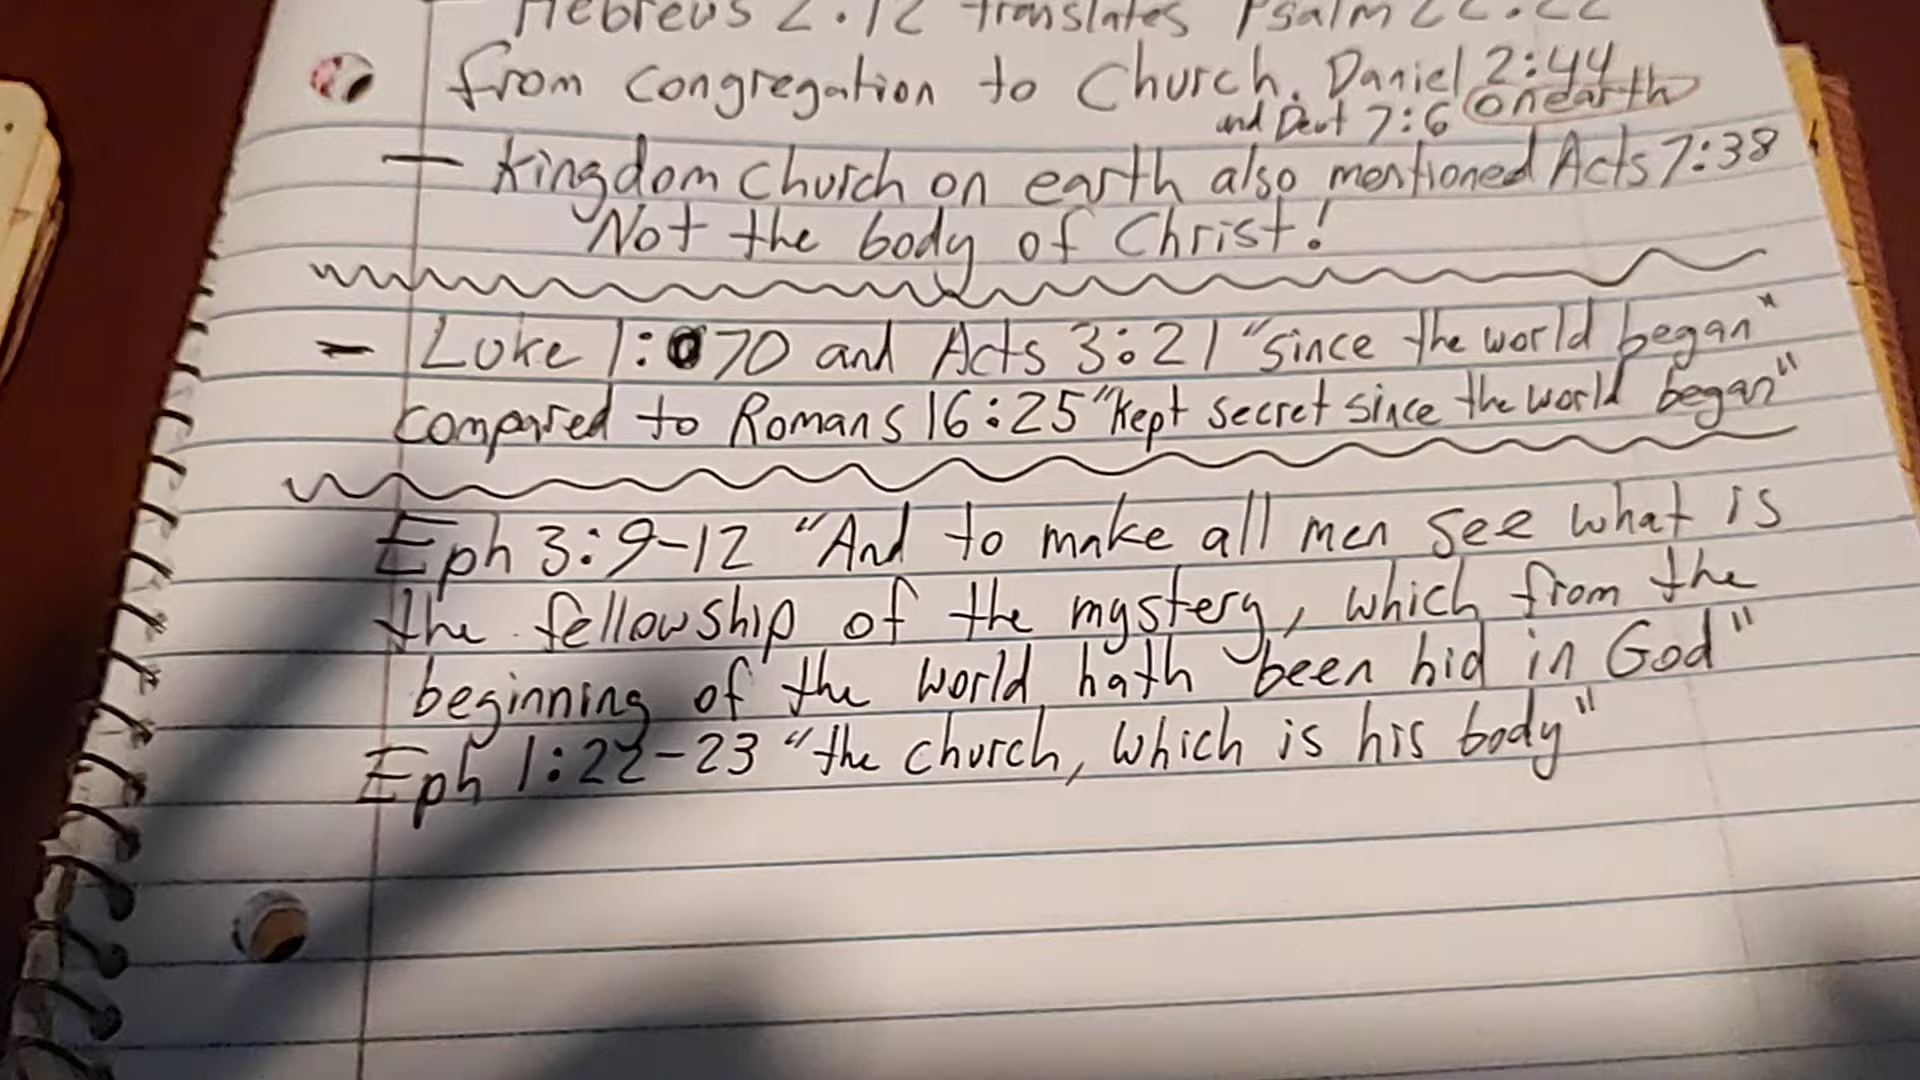 Hebrews 2:12 translates Psalm 22:22
from congregation to Church. Daniel 2:44
and Deut 7:6 on earth
— Kingdom church on earth also mentioned Acts 7:38
Not the body of Christ!
- Luke 1:70 and Acts 3:21 "since the world began"
compared to Romans 16:25 "kept secret since the world began"
Eph 3:9-12 "And to make all men see what is
the fellowship of the mystery, which from the
beginning of the world hath been hid in God"
Eph 1:22-23 "the church, which is his body"